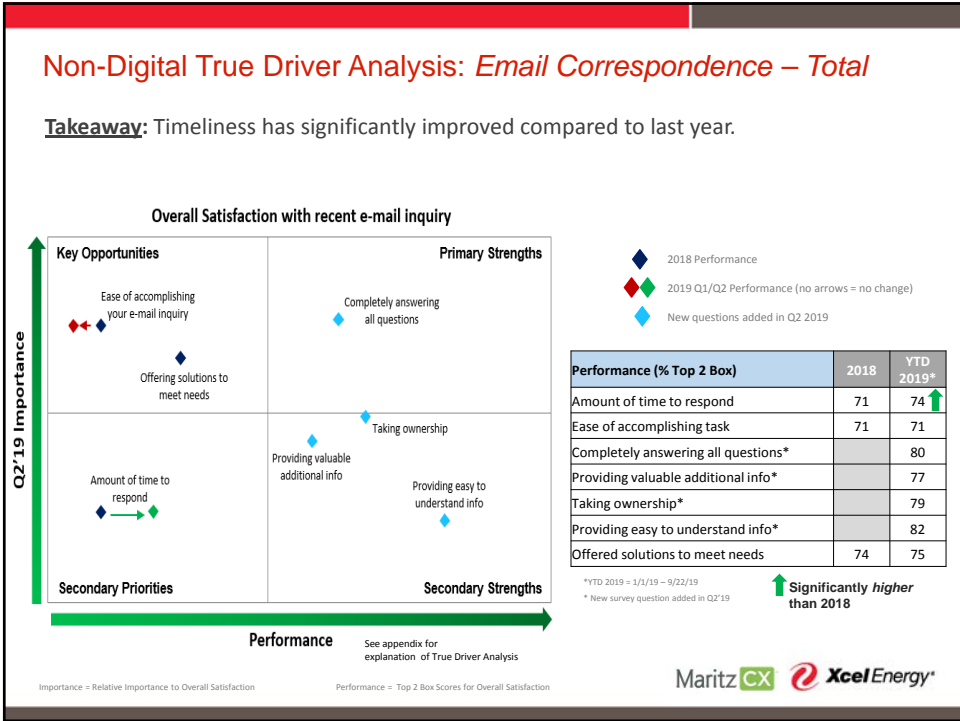 Non-Digital True Driver Analysis: Email Correspondence – Total
Takeaway: Timeliness has significantly improved compared to last year.
Overall Satisfaction with recent e-mail inquiry
Key Opportunities
Primary Strengths
Ease of accomplishing
your e-mail inquiry
Completely answering
all questions
Offering solutions to
meet needs
Taking ownership
Providing valuable
additional info
Amount of time to
respond
Providing easy to
understand info
Secondary Priorities
Secondary Strengths
Q2'19 Importance
Performance
See appendix for
explanation of True Driver Analysis
2018 Performance
2019 Q1/Q2 Performance (no arrows = no change)
New questions added in Q2 2019
Performance (% Top 2 Box) 2018 YTD
2019*
Amount of time to respond 71 74
Ease of accomplishing task 71 71
Completely answering all questions* 80
Providing valuable additional info* 77
Taking ownership* 79
Providing easy to understand info* 82
Offered solutions to meet needs 74 75
*YTD 2019 = 1/1/19 – 9/22/19
* New survey question added in Q2'19
Significantly higher
than 2018
Importance = Relative Importance to Overall Satisfaction
Performance = Top 2 Box Scores for Overall Satisfaction
Maritz CX
Xcel Energy®